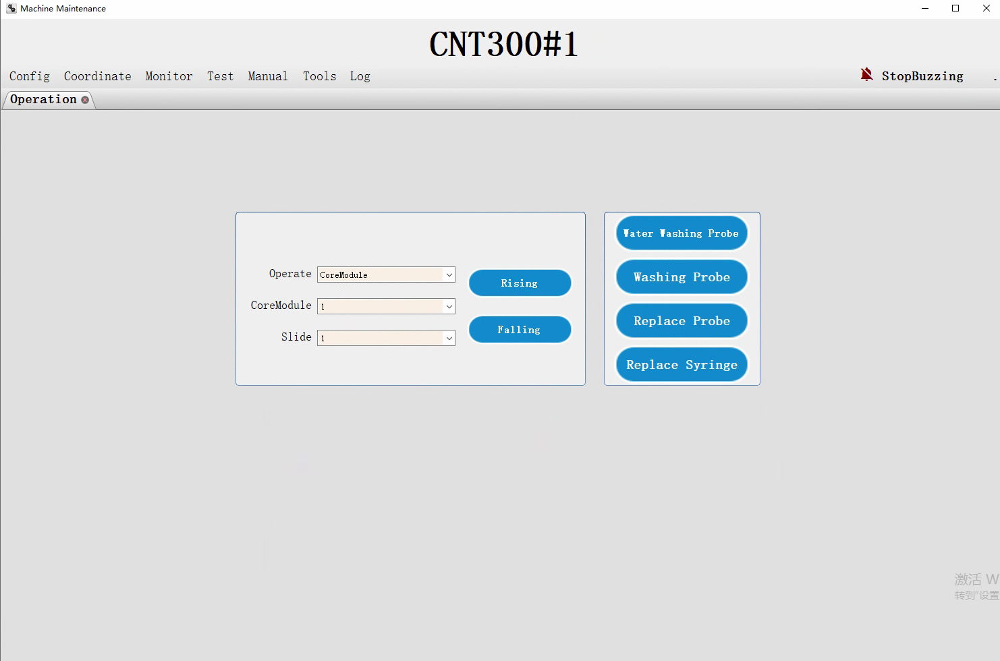 Machine Maintenance
CNT300#1
Config Coordinate Monitor Test Manual Tools Log StopBuzzing .
Operation
Operate CoreModule
CoreModule 1
Slide 1
Rising
Falling
Water Washing Probe
Washing Probe
Replace Probe
Replace Syringe
激活 W
转到"设置